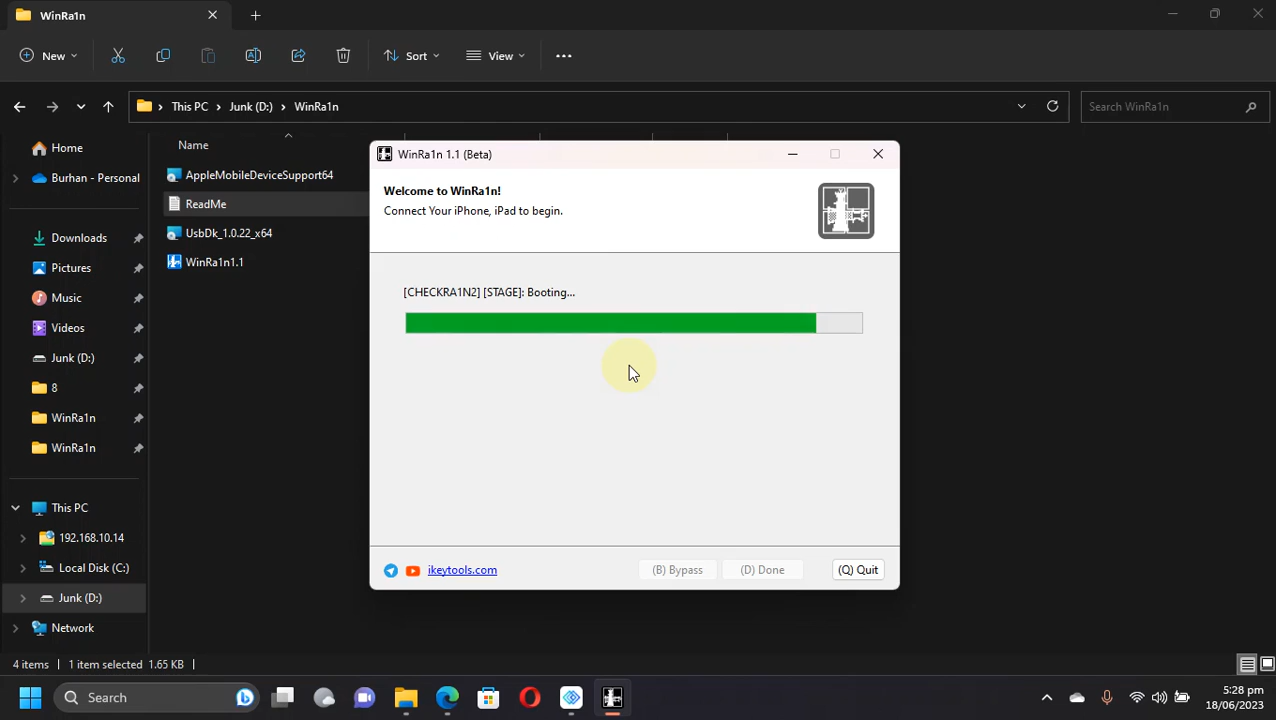 WinRa1n
New
Sort
View
This PC
Junk (D:)
WinRa1n
Search WinRa1n
Home
Burhan - Personal
Downloads
Pictures
Music
Videos
Junk (D:)
8
WinRa1n
WinRa1n
This PC
192.168.10.14
Local Disk (C:)
Junk (D:)
Network
Name
AppleMobileDeviceSupport64
ReadMe
UsbDk_1.0.22_x64
WinRa1n1.1
WinRa1n 1.1 (Beta)
Welcome to WinRa1n!
Connect Your iPhone, iPad to begin.
[CHECKRA1N2] [STAGE]: Booting...
ikeytools.com
(B) Bypass
(D) Done
(Q) Quit
4 items
1 item selected 1.65 KB
Search
5:28 pm
18/06/2023